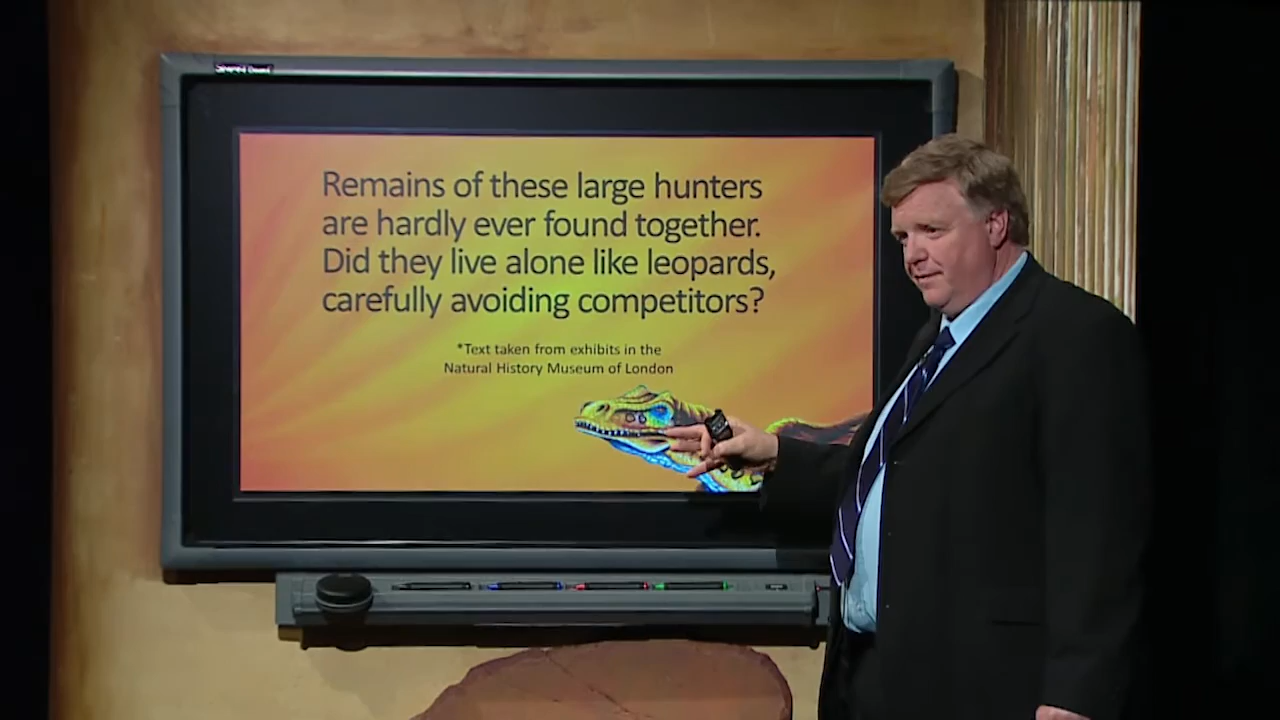 Remains of these large hunters
are hardly ever found together.
Did they live alone like leopards,
carefully avoiding competitors?
*Text taken from exhibits in the
Natural History Museum of London